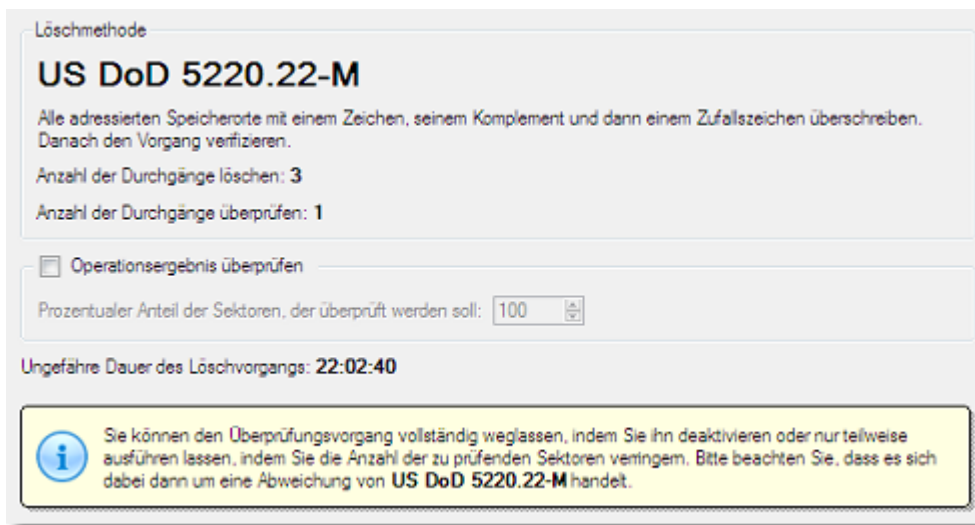 Löschmethode
US DoD 5220.22-M
Alle adressierten Speicherorte mit einem Zeichen, seinem Komplement und dann einem Zufallszeichen überschreiben.
Danach den Vorgang verifizieren.
Anzahl der Durchgänge löschen: 3
Anzahl der Durchgänge überprüfen: 1
Operationsergebnis überprüfen
Prozentualer Anteil der Sektoren, der überprüft werden soll: 100
Ungefähre Dauer des Löschvorgangs: 22:02:40
Sie können den Überprüfungsvorgang vollständig weglassen, indem Sie ihn deaktivieren oder nur teilweise
ausführen lassen, indem Sie die Anzahl der zu prüfenden Sektoren verringern. Bitte beachten Sie, dass es sich
dabei dann um eine Abweichung von US DoD 5220.22-M handelt.